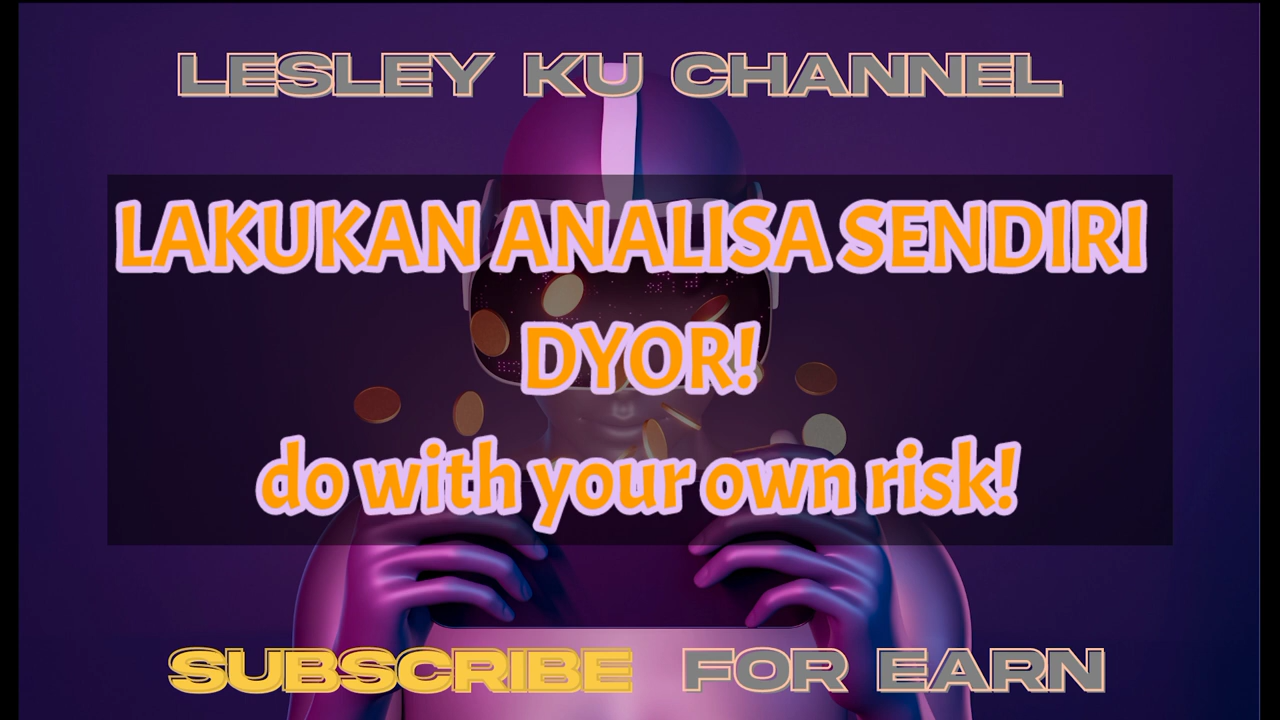 LESLEY KU CHANNEL
LAKUKAN ANALISA SENDIRI
DYOR!
do with your own risk!
SUBSCRIBE FOR EARN